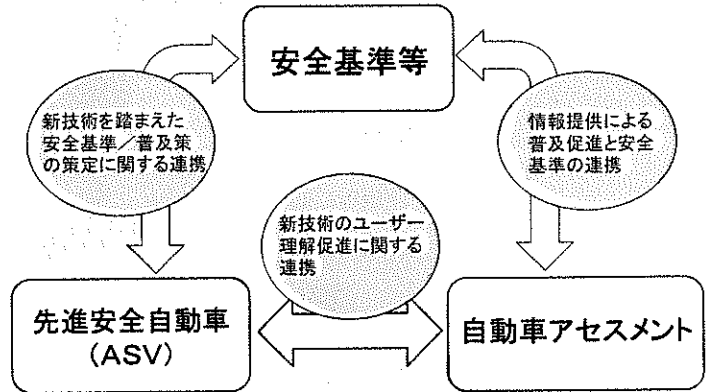 安全基準等
新技術を踏まえた
安全基準／普及策
の策定に関する連携
情報提供による
普及促進と安全
基準の連携
新技術のユーザー
理解促進に関する
連携
先進安全自動車
（ASV）
自動車アセスメント